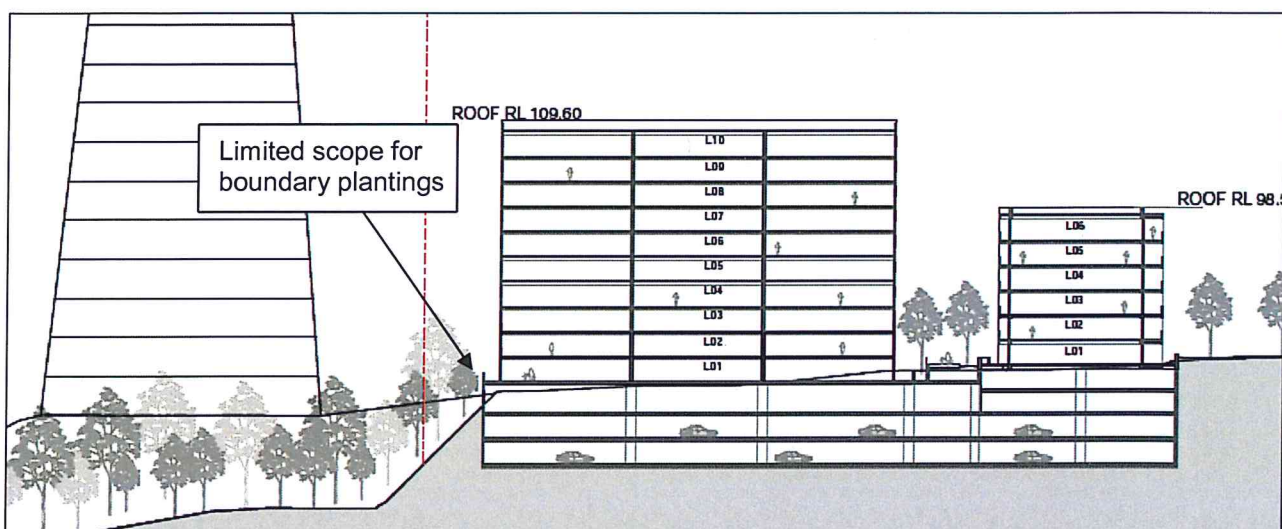 ROOF RL 109.60
Limited scope for
boundary plantings
L10
L09
L08
L07
L06
L05
L04
L03
L02
L01
ROOF RL 98.5
L06
L05
L04
L03
L02
L01